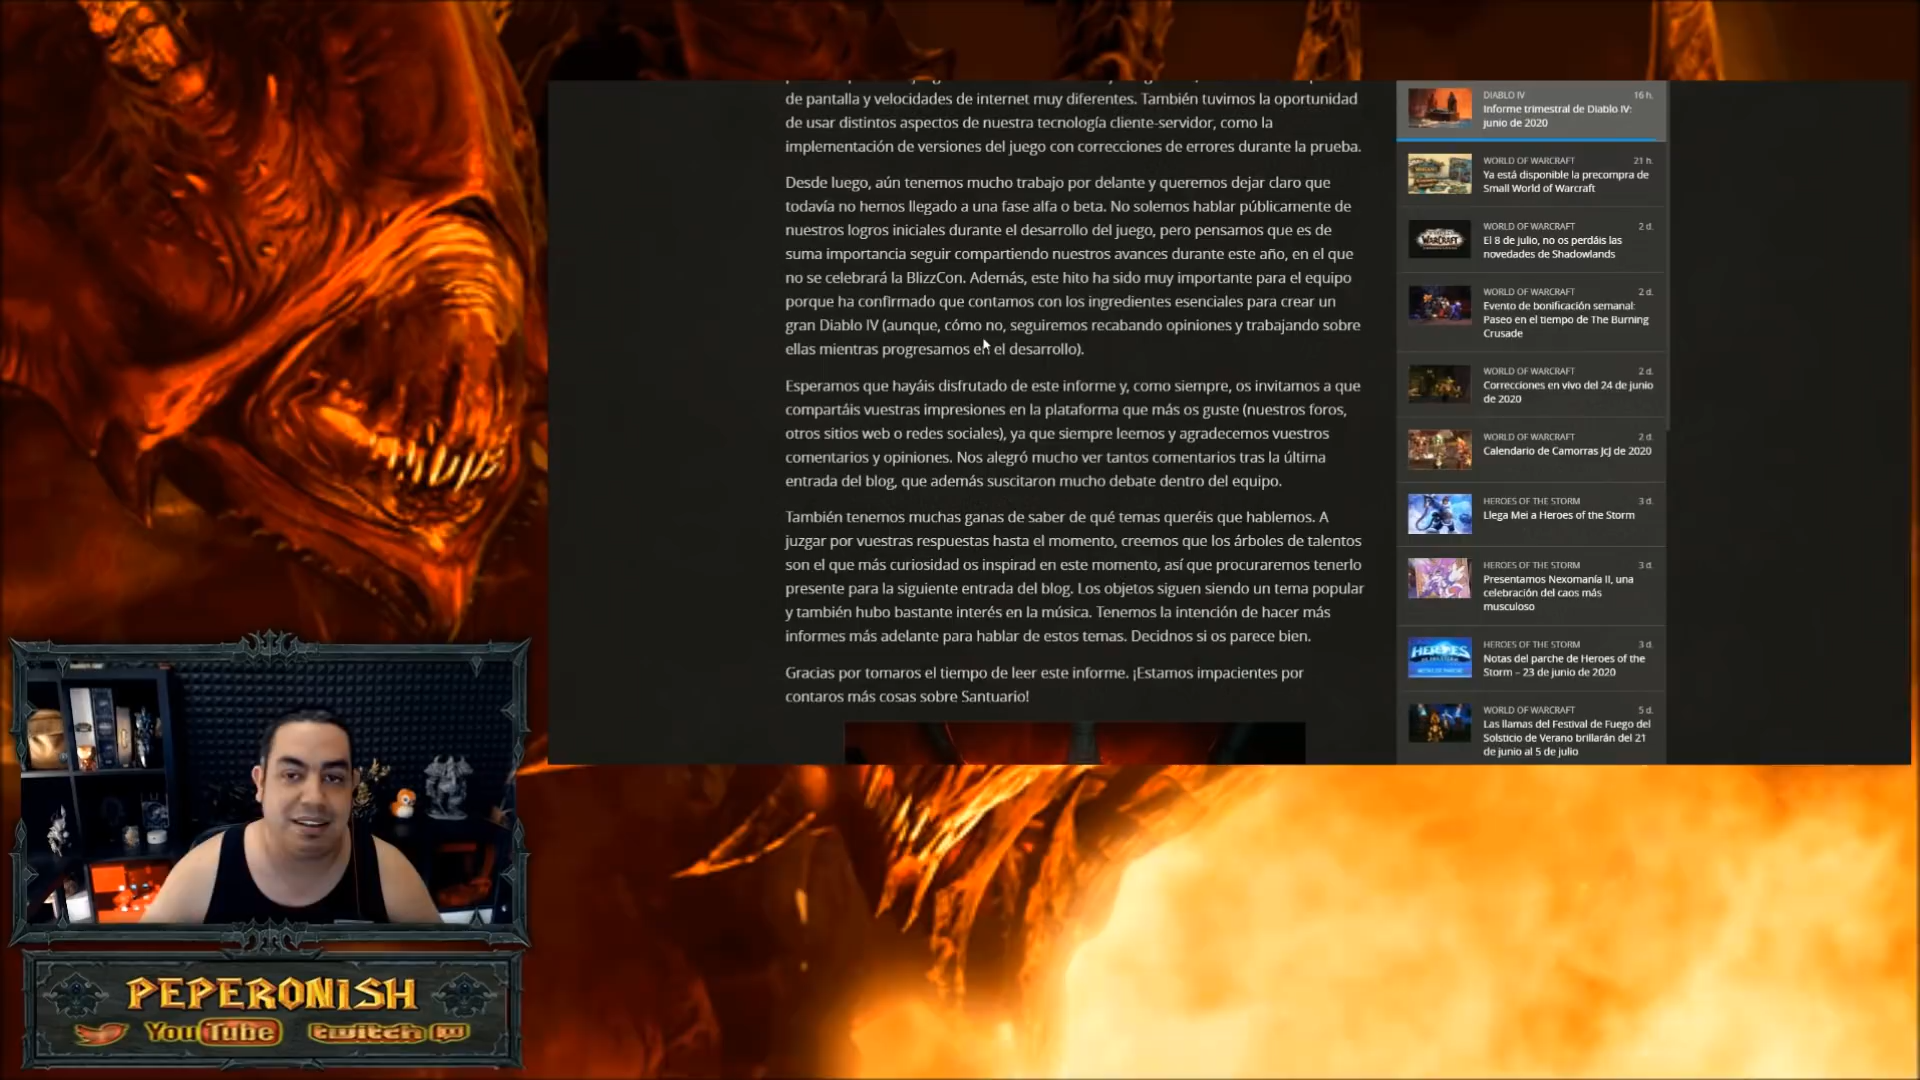 de pantalla y velocidades de internet muy diferentes. También tuvimos la oportunidad
de usar distintos aspectos de nuestra tecnología cliente-servidor, como la
implementación de versiones del juego con correcciones de errores durante la prueba.
Desde luego, aún tenemos mucho trabajo por delante y queremos dejar claro que
todavía no hemos llegado a una fase alfa o beta. No solemos hablar públicamente de
nuestros logros iniciales durante el desarrollo del juego, pero pensamos que es de
suma importancia seguir compartiendo nuestros avances durante este año, en el que
no se celebrará la BlizzCon. Además, este hito ha sido muy importante para el equipo
porque ha confirmado que contamos con los ingredientes esenciales para crear un
gran Diablo IV (aunque, cómo no, seguiremos recabando opiniones y trabajando sobre
ellas mientras progresamos en el desarrollo).
Esperamos que hayáis disfrutado de este informe y, como siempre, os invitamos a que
compartáis vuestras impresiones en la plataforma que más os guste (nuestros foros,
otros sitios web o redes sociales), ya que siempre leemos y agradecemos vuestros
comentarios y opiniones. Nos alegró mucho ver tantos comentarios tras la última
entrada del blog, que además suscitaron mucho debate dentro del equipo.
También tenemos muchas ganas de saber de qué temas queréis que hablemos. A
juzgar por vuestras respuestas hasta el momento, creemos que los árboles de talentos
son el que más curiosidad os inspirad en este momento, así que procuraremos tenerlo
presente para la siguiente entrada del blog. Los objetos siguen siendo un tema popular
y también hubo bastante interés en la música. Tenemos la intención de hacer más
informes más adelante para hablar de estos temas. Decidnos si os parece bien.
Gracias por tomaros el tiempo de leer este informe. ¡Estamos impacientes por
contaros más cosas sobre Santuario!
DIABLO IV 16 h.
Informe trimestral de Diablo IV:
junio de 2020
WORLD OF WARCRAFT 21 h.
Ya está disponible la precompra de
Small World of Warcraft
WORLD OF WARCRAFT 2 d.
El 8 de julio, no os perdáis las
novedades de Shadowlands
WORLD OF WARCRAFT 2 d.
Evento de bonificación semanal:
Paseo en el tiempo de The Burning
Crusade
WORLD OF WARCRAFT 2 d.
Correcciones en vivo del 24 de junio
de 2020
WORLD OF WARCRAFT 2 d.
Calendario de Camorras JcJ de 2020
HEROES OF THE STORM 3 d.
Llega Mei a Heroes of the Storm
HEROES OF THE STORM 3 d.
Presentamos Nexomanía II, una
celebración del caos más
musculoso
HEROES OF THE STORM 3 d.
Notas del parche de Heroes of the
Storm – 23 de junio de 2020
WORLD OF WARCRAFT 5 d.
Las llamas del Festival de Fuego del
Solsticio de Verano brillarán del 21
de junio al 5 de julio
WARCRAFT
HEROES
PEPERONISH
YouTube twitch